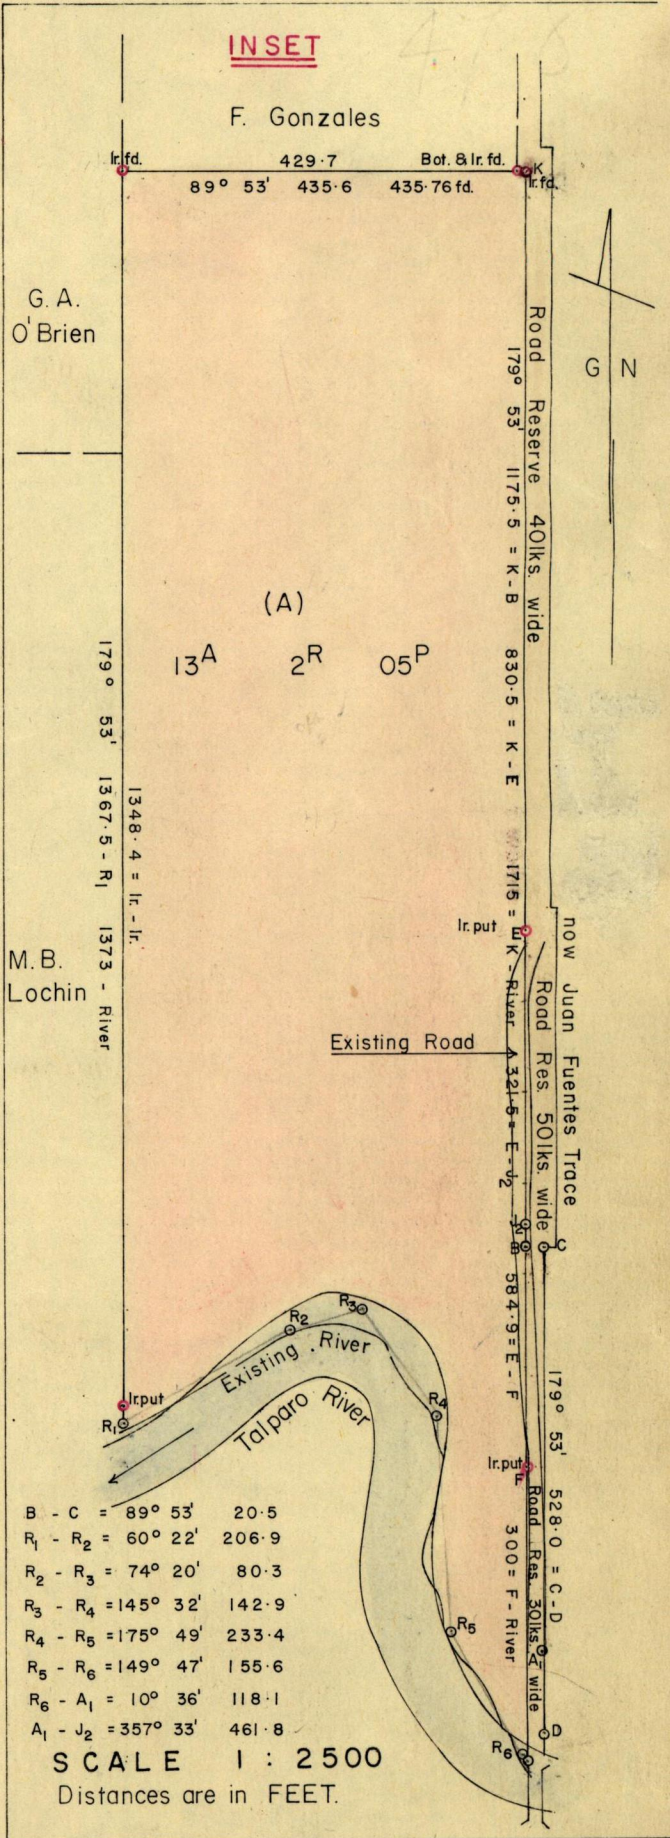 INSET
F. Gonzales
Ir. fd.
429·7
Bot. & Ir. fd.
K
Ir. fd.
89° 53' 435·6 435·76 fd.
G. A.
O'Brien
G N
Road Reserve 40lks. wide
179° 53' 1175·5 = K - B 830·5 = K - E 1715 = K - River
(A)
13A 2R 05P
179° 53' 1367·5 - R1 1373 - River
1348·4 = Ir. - Ir.
M. B.
Lochin
Ir. put
E
now Juan Fuentes Trace
Road Res. 50lks. wide
Existing Road
321·5 = E - J2
J2
B
C
584·9 = E - F
R3
R2
Existing River
Ir. put
R1
Talparo River
R4
179° 53' 528·0 = C - D
Ir. put
F
Road Res. 30lks. wide
300 = F - River
R5
A1
D
R6
B - C = 89° 53' 20·5
R1 - R2 = 60° 22' 206·9
R2 - R3 = 74° 20' 80·3
R3 - R4 = 145° 32' 142·9
R4 - R5 = 175° 49' 233·4
R5 - R6 = 149° 47' 155·6
R6 - A1 = 10° 36' 118·1
A1 - J2 = 357° 33' 461·8
SCALE 1 : 2500
Distances are in FEET.